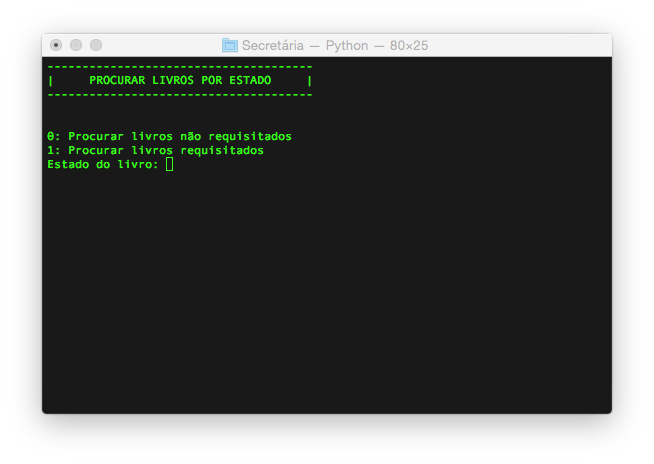 Secretária — Python — 80×25
--------------------------------------
|     PROCURAR LIVROS POR ESTADO     |
--------------------------------------
0: Procurar livros não requisitados
1: Procurar livros requisitados
Estado do livro: